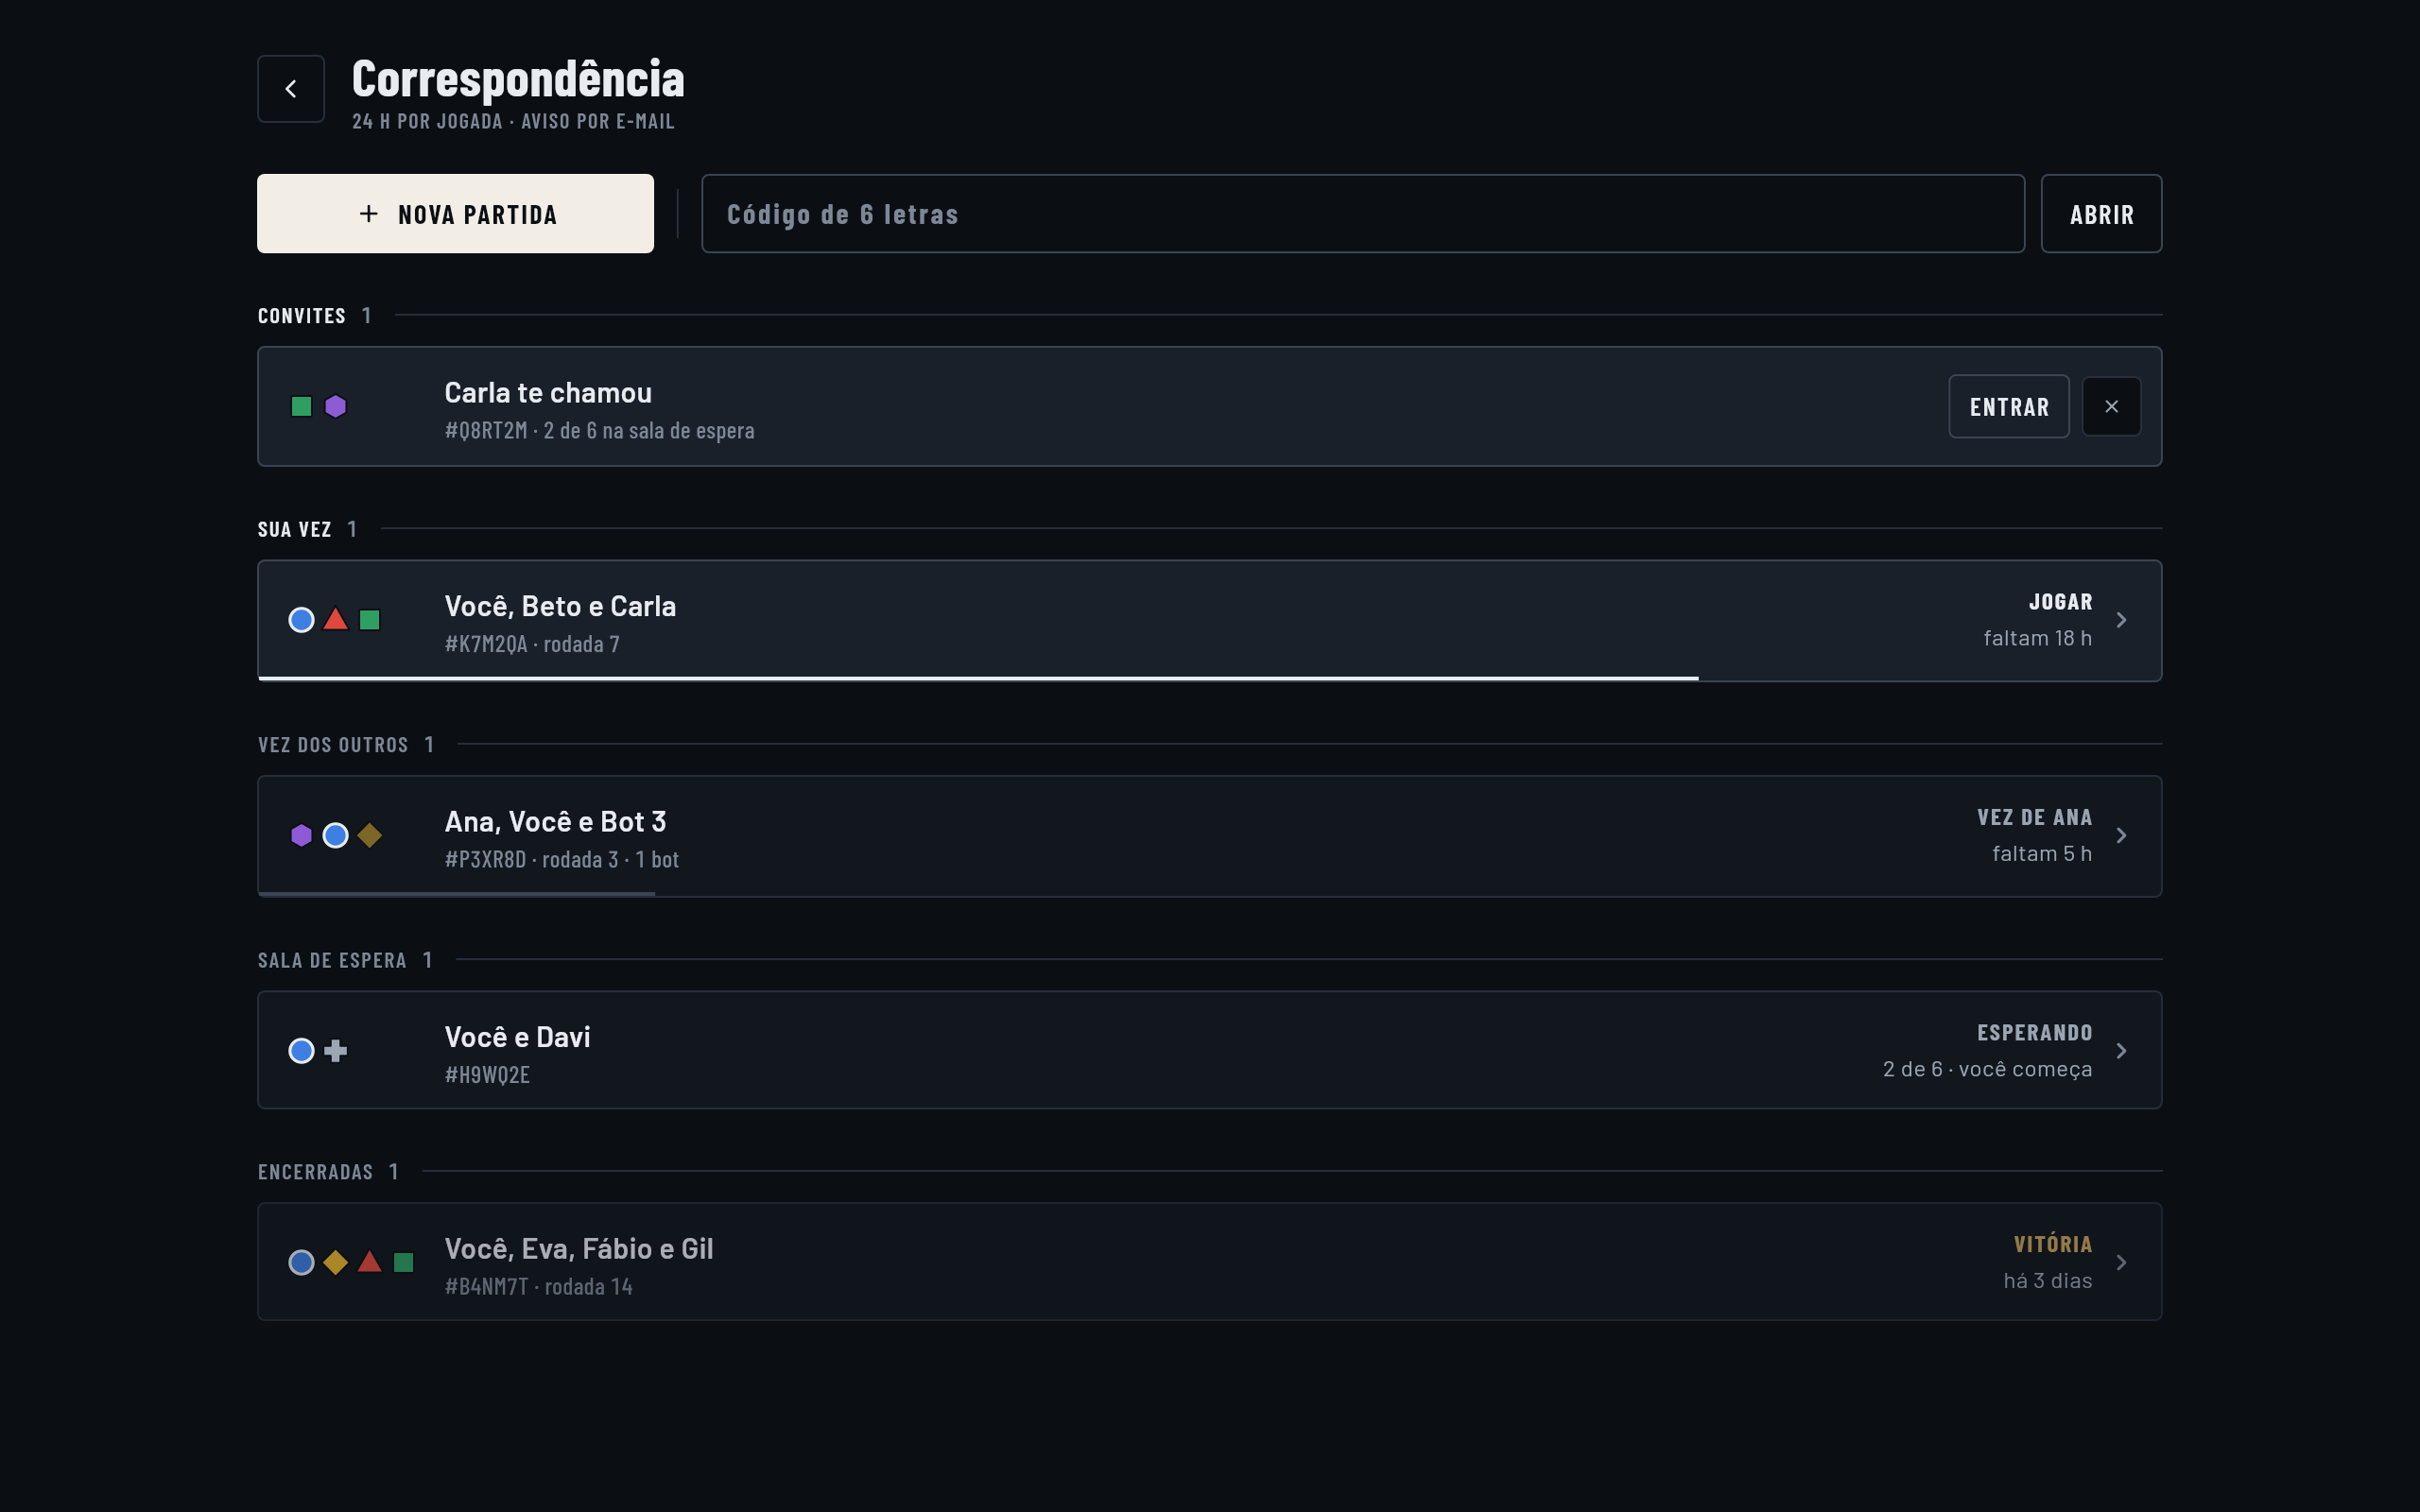 Correspondência
24 H POR JOGADA · AVISO POR E-MAIL
+ NOVA PARTIDA
Código de 6 letras
ABRIR
CONVITES 1
Carla te chamou
#Q8RT2M · 2 de 6 na sala de espera
ENTRAR
SUA VEZ 1
Você, Beto e Carla
#K7M2QA · rodada 7
JOGAR
faltam 18 h
VEZ DOS OUTROS 1
Ana, Você e Bot 3
#P3XR8D · rodada 3 · 1 bot
VEZ DE ANA
faltam 5 h
SALA DE ESPERA 1
Você e Davi
#H9WQ2E
ESPERANDO
2 de 6 · você começa
ENCERRADAS 1
Você, Eva, Fábio e Gil
#B4NM7T · rodada 14
VITÓRIA
há 3 dias